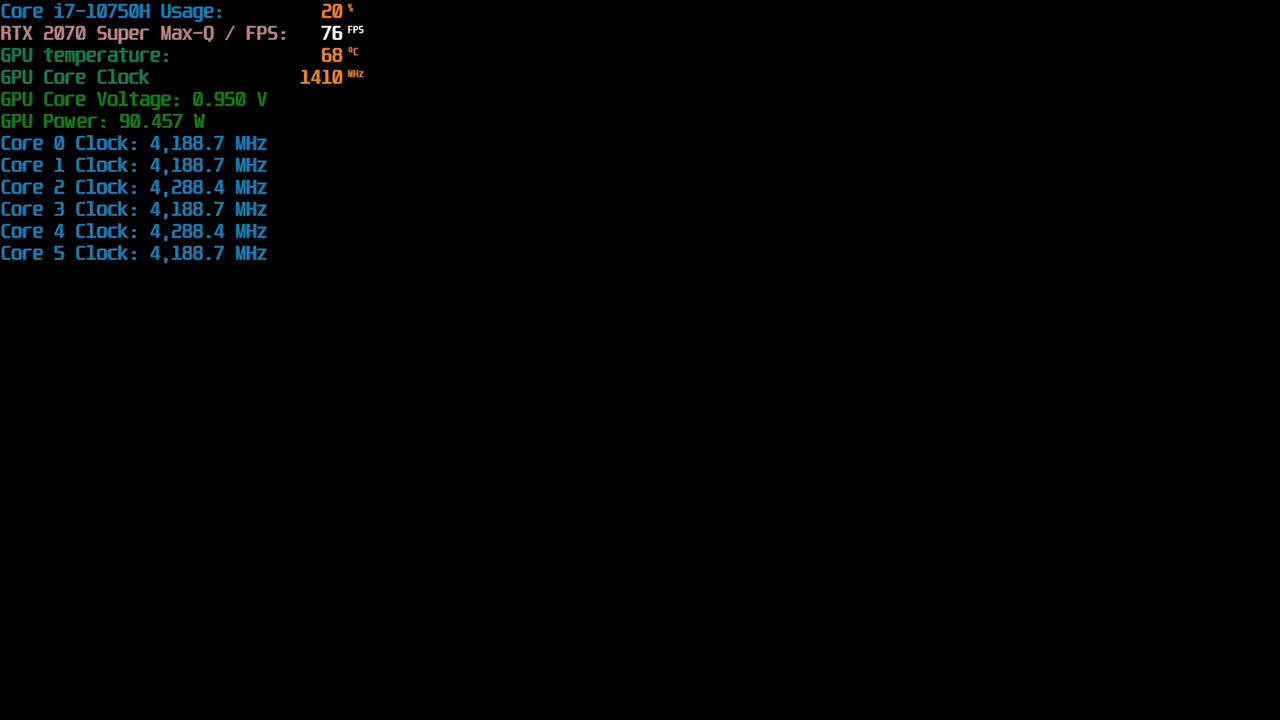 Core i7-10750H Usage: 20 %
RTX 2070 Super Max-Q / FPS: 76 FPS
GPU temperature: 68 °C
GPU Core Clock 1410 MHz
GPU Core Voltage: 0.950 V
GPU Power: 90.457 W
Core 0 Clock: 4,188.7 MHz
Core 1 Clock: 4,188.7 MHz
Core 2 Clock: 4,288.4 MHz
Core 3 Clock: 4,188.7 MHz
Core 4 Clock: 4,288.4 MHz
Core 5 Clock: 4,188.7 MHz